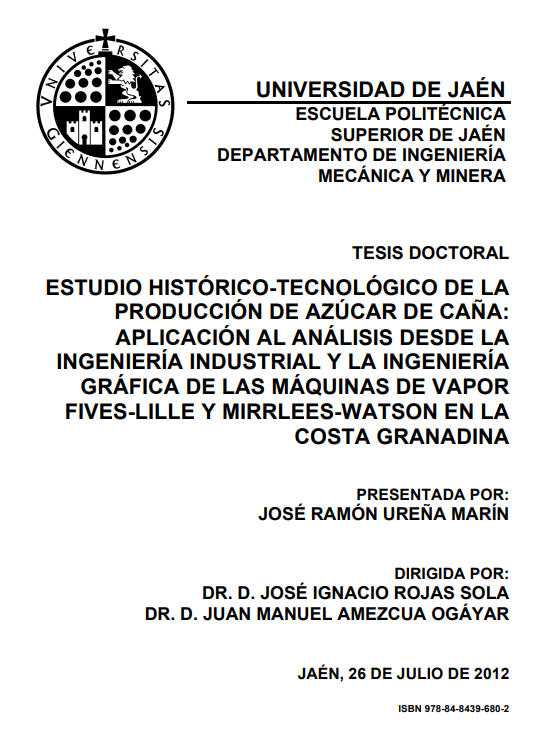 VNIVERSITAS
GIENNENSIS
UNIVERSIDAD DE JAÉN
ESCUELA POLITÉCNICA
SUPERIOR DE JAÉN
DEPARTAMENTO DE INGENIERÍA
MECÁNICA Y MINERA
TESIS DOCTORAL
ESTUDIO HISTÓRICO-TECNOLÓGICO DE LA
PRODUCCIÓN DE AZÚCAR DE CAÑA:
APLICACIÓN AL ANÁLISIS DESDE LA
INGENIERÍA INDUSTRIAL Y LA INGENIERÍA
GRÁFICA DE LAS MÁQUINAS DE VAPOR
FIVES-LILLE Y MIRRLEES-WATSON EN LA
COSTA GRANADINA
PRESENTADA POR:
JOSÉ RAMÓN UREÑA MARÍN
DIRIGIDA POR:
DR. D. JOSÉ IGNACIO ROJAS SOLA
DR. D. JUAN MANUEL AMEZCUA OGÁYAR
JAÉN, 26 DE JULIO DE 2012
ISBN 978-84-8439-680-2